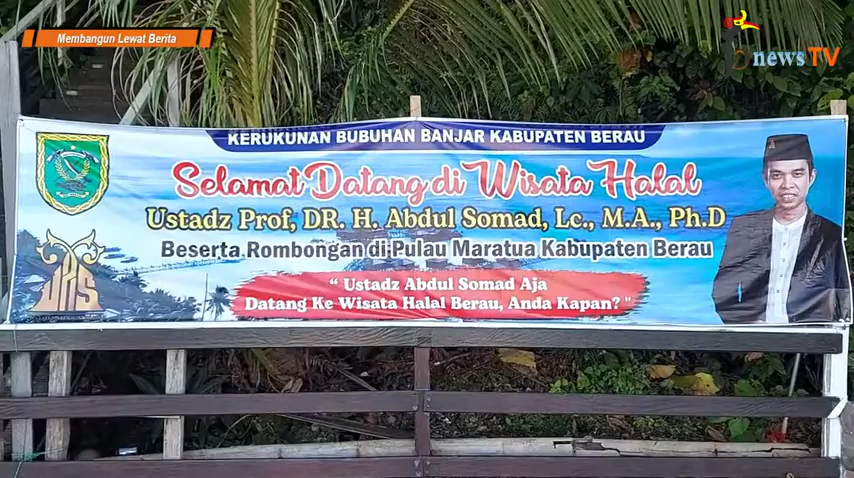 Membangun Lewat Berita
bnewsTV
KERUKUNAN BUBUHAN BANJAR KABUPATEN BERAU
Selamat Datang di Wisata Halal
Ustadz Prof, DR. H. Abdul Somad, Lc., M.A., Ph.D
Beserta Rombongan di Pulau Maratua Kabupaten Berau
“ Ustadz Abdul Somad Aja
Datang Ke Wisata Halal Berau, Anda Kapan? "